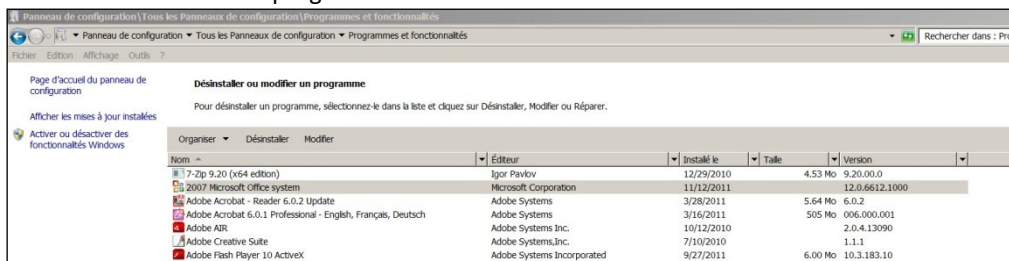 Panneau de configuration\Tous les Panneaux de configuration\Programmes et fonctionnalités
Panneau de configuration Tous les Panneaux de configuration Programmes et fonctionnalités Rechercher dans : Pro
Fichier Edition Affichage Outils ?
Page d'accueil du panneau de configuration
Afficher les mises à jour installées
Activer ou désactiver des fonctionnalités Windows
Désinstaller ou modifier un programme
Pour désinstaller un programme, sélectionnez-le dans la liste et cliquez sur Désinstaller, Modifier ou Réparer.
Organiser Désinstaller Modifier
Nom Éditeur Installé le Taille Version
7-Zip 9.20 (x64 edition) Igor Pavlov 12/29/2010 4.53 Mo 9.20.00.0
2007 Microsoft Office system Microsoft Corporation 11/12/2011 12.0.6612.1000
Adobe Acrobat - Reader 6.0.2 Update Adobe Systems 3/28/2011 5.64 Mo 6.0.2
Adobe Acrobat 6.0.1 Professional - English, Français, Deutsch Adobe Systems 3/16/2011 505 Mo 006.000.001
Adobe AIR Adobe Systems Inc. 10/12/2010 2.0.4.13090
Adobe Creative Suite Adobe Systems,Inc. 7/10/2010 1.1.1
Adobe Flash Player 10 ActiveX Adobe Systems Incorporated 9/27/2011 6.00 Mo 10.3.183.10